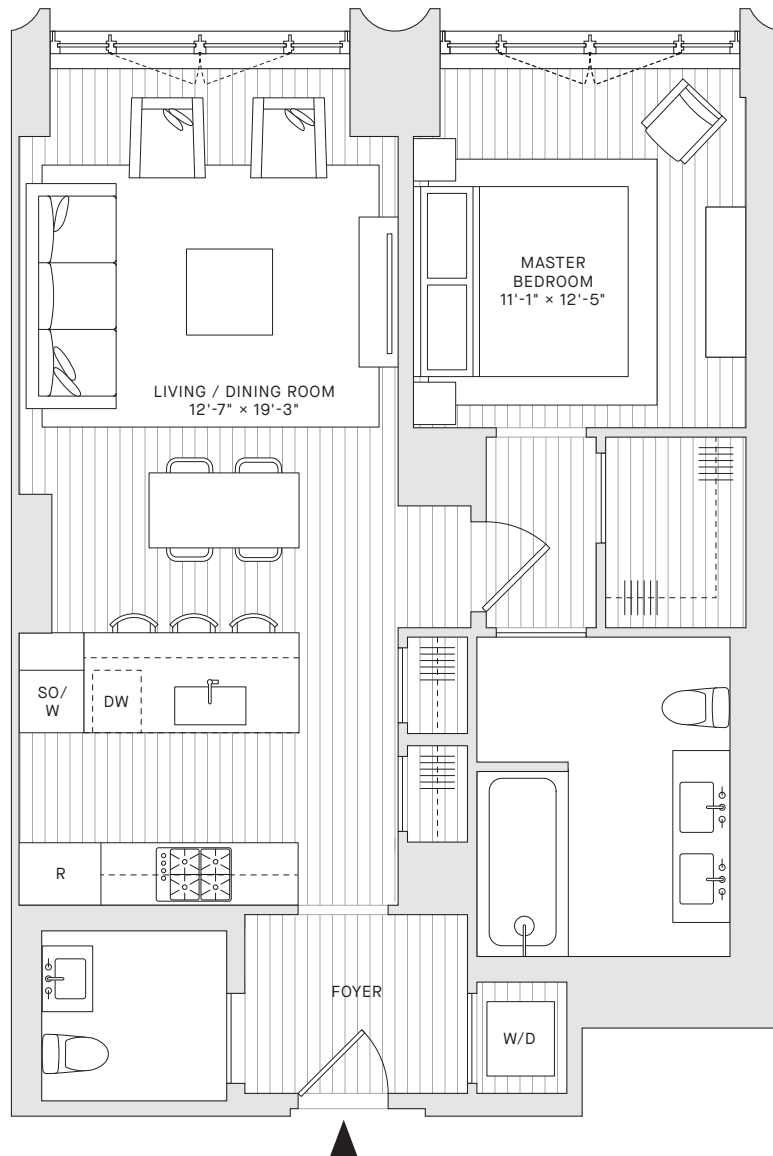 MASTER
BEDROOM
11'-1" × 12'-5"
LIVING / DINING ROOM
12'-7" × 19'-3"
SO/
W
DW
R
FOYER
W/D